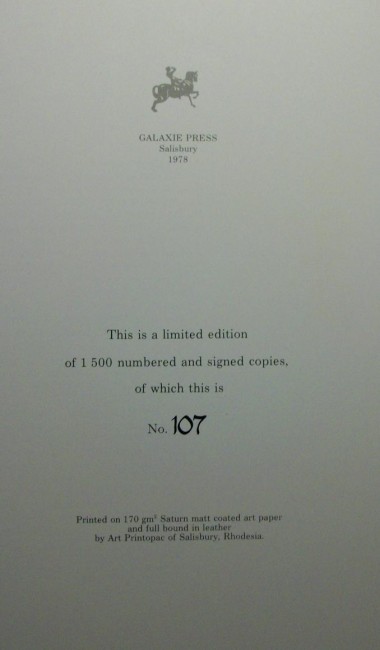 GALAXIE PRESS
Salisbury
1978
This is a limited edition
of 1 500 numbered and signed copies,
of which this is
No. 107
Printed on 170 gm² Saturn matt coated art paper
and full bound in leather
by Art Printopac of Salisbury, Rhodesia.